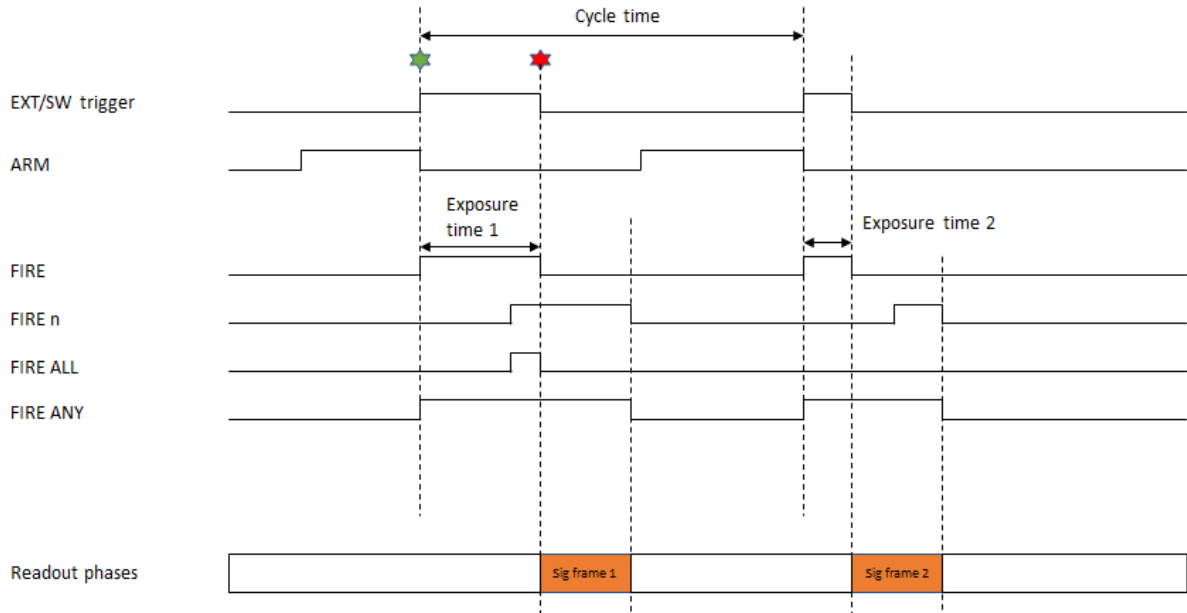 Cycle time
EXT/SW trigger
ARM
Exposure
time 1
Exposure time 2
FIRE
FIRE n
FIRE ALL
FIRE ANY
Readout phases
Sig frame 1
Sig frame 2